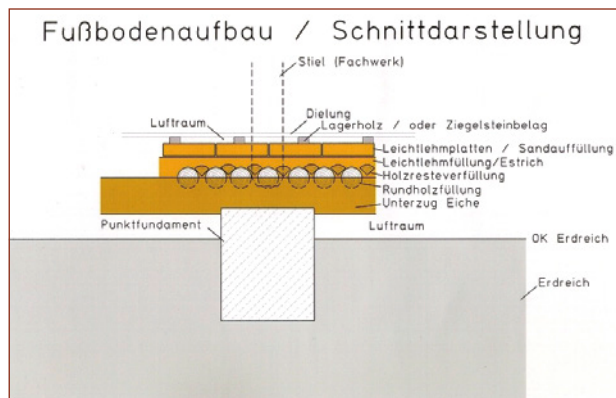 Fußbodenaufbau / Schnittdarstellung
Stiel (Fachwerk)
Dielung
Luftraum
Lagerholz / oder Ziegelsteinbelag
Leichtlehmplatten / Sandauffüllung
Leichtlehmfüllung/Estrich
Holzresteverfüllung
Rundholzfüllung
Unterzug Eiche
Punktfundament
Luftraum
OK Erdreich
Erdreich